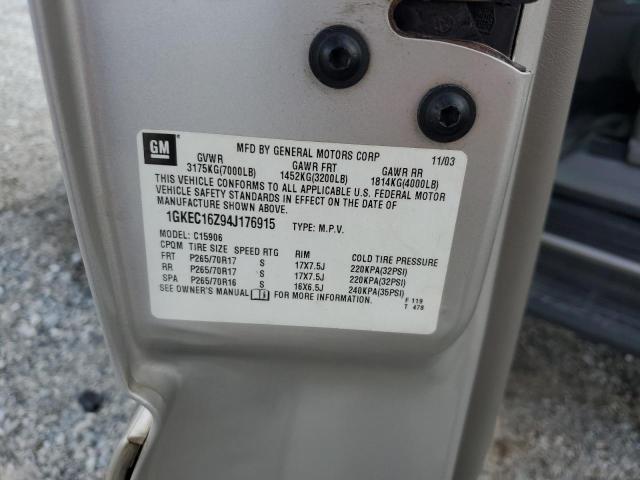 GM
MFD BY GENERAL MOTORS CORP 11/03
GVWR GAWR FRT GAWR RR
3175KG(7000LB) 1452KG(3200LB) 1814KG(4000LB)
THIS VEHICLE CONFORMS TO ALL APPLICABLE U.S. FEDERAL MOTOR
VEHICLE SAFETY STANDARDS IN EFFECT ON THE DATE OF
MANUFACTURE SHOWN ABOVE.
1GKEC16Z94J176915 TYPE: M.P.V.
MODEL: C15906
CPQM TIRE SIZE SPEED RTG RIM COLD TIRE PRESSURE
FRT P265/70R17 S 17X7.5J 220KPA(32PSI)
RR P265/70R17 S 17X7.5J 220KPA(32PSI)
SPA P265/70R16 S 16X6.5J 240KPA(35PSI)
SEE OWNER'S MANUAL FOR MORE INFORMATION.
F 119
T 478